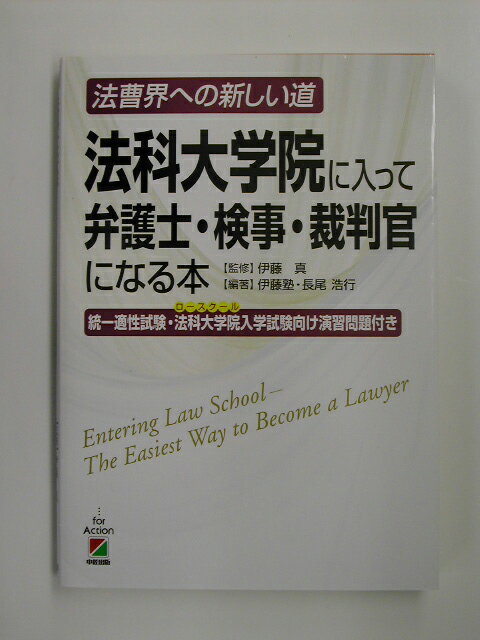 法曹界への新しい道
法科大学院に入って
弁護士・検事・裁判官
になる本
【監修】伊藤 真
【編著】伊藤塾・長尾 浩行
ロースクール
統一適性試験・法科大学院入学試験向け演習問題付き
Entering Law School—
The Easiest Way to Become a Lawyer
…for
Action
中経出版